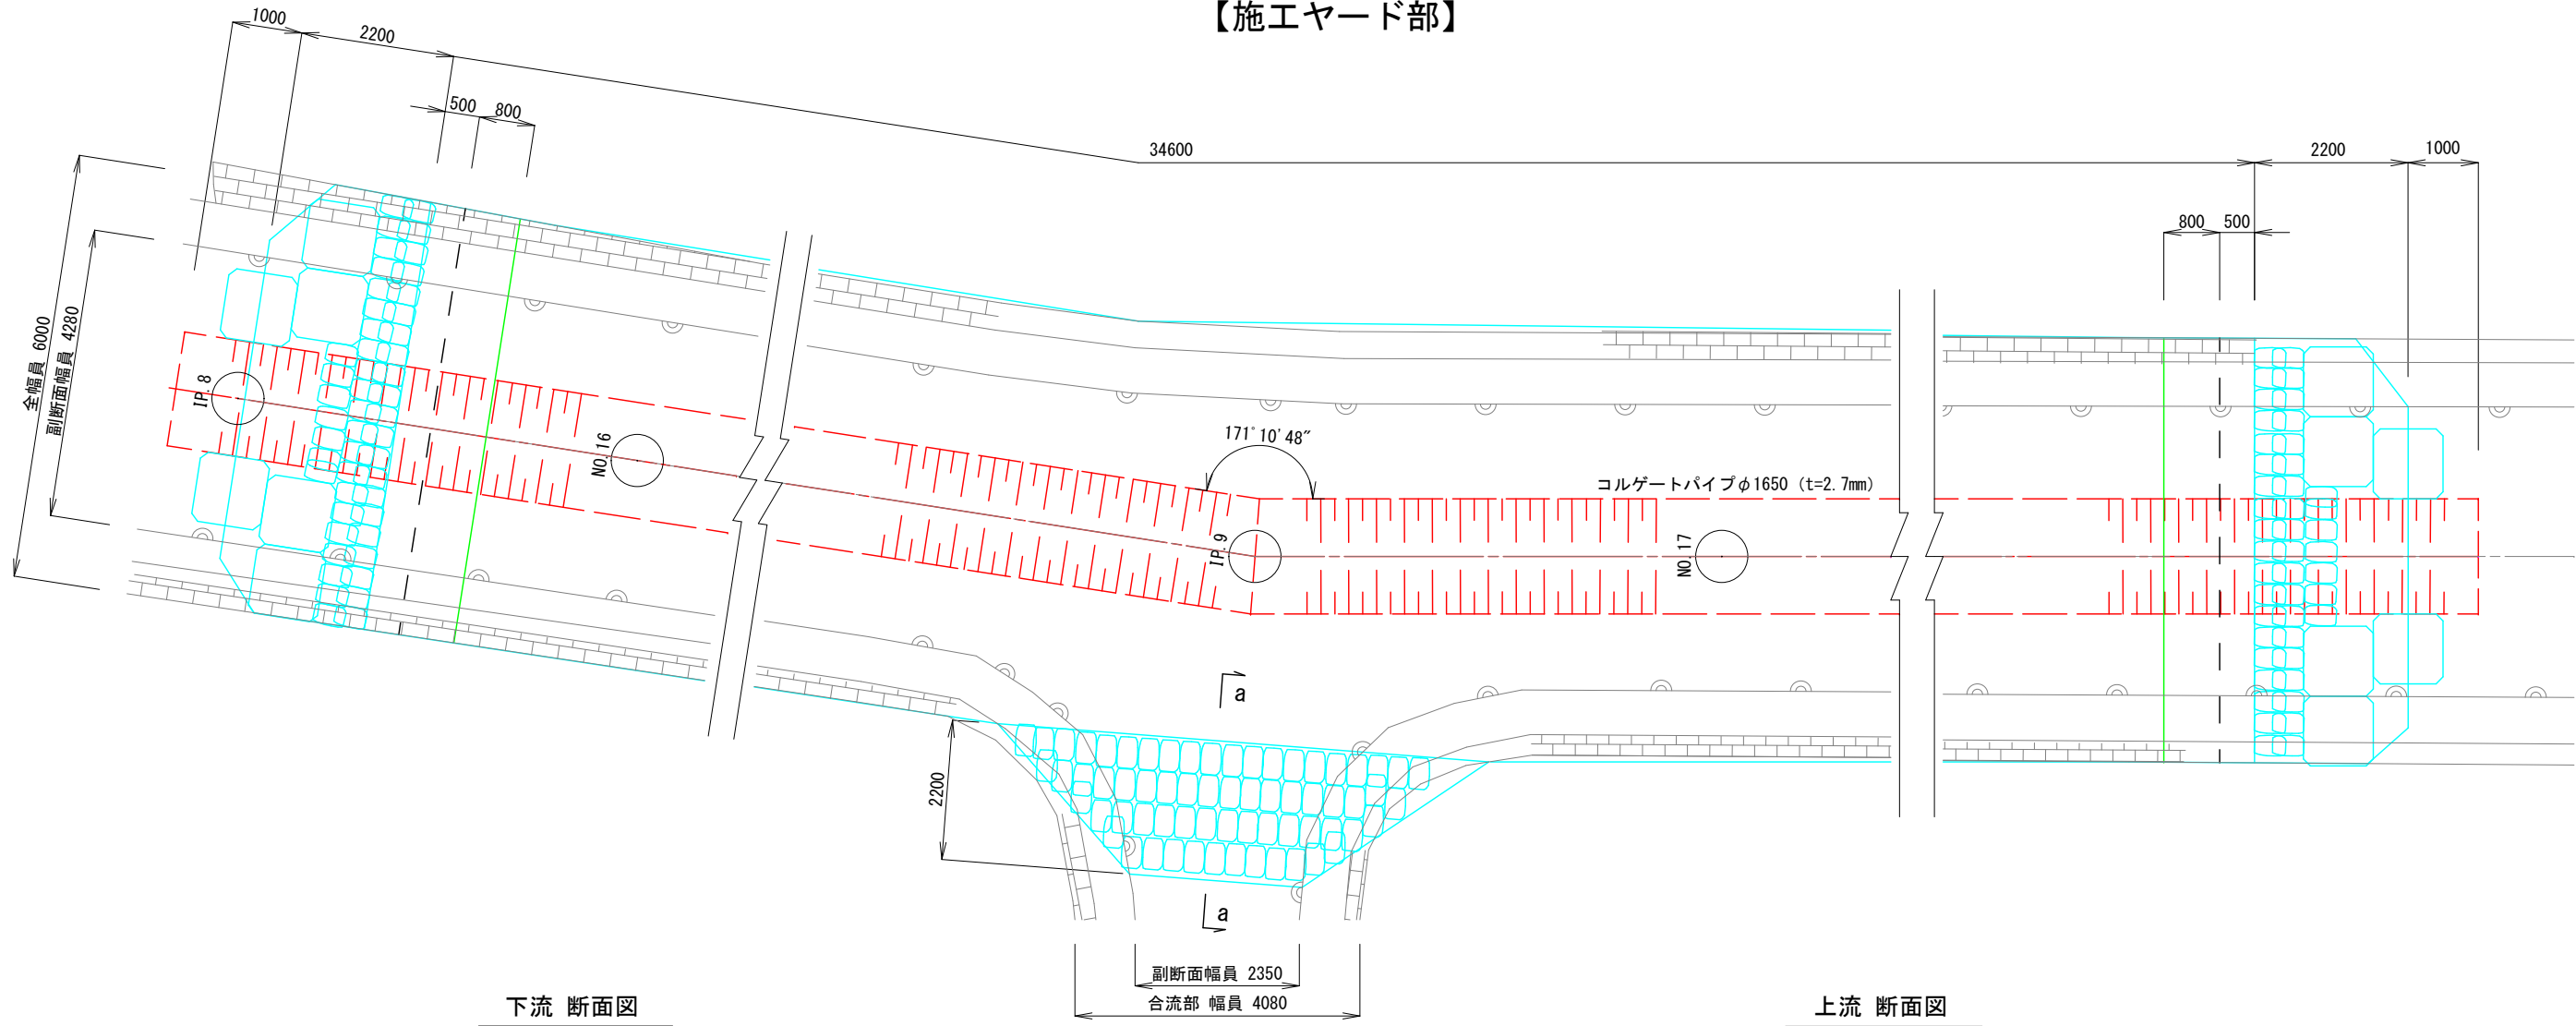 【施工ヤード部】
1000
2200
500
800
34600
2200
1000
800
500
全幅員 6000
副断面幅員 4280
IP.8
NO.16
171°10'48"
コルゲートパイプφ1650 (t=2.7mm)
IP.9
NO.17
a
2200
a
副断面幅員 2350
合流部 幅員 4080
下流 断面図
上流 断面図